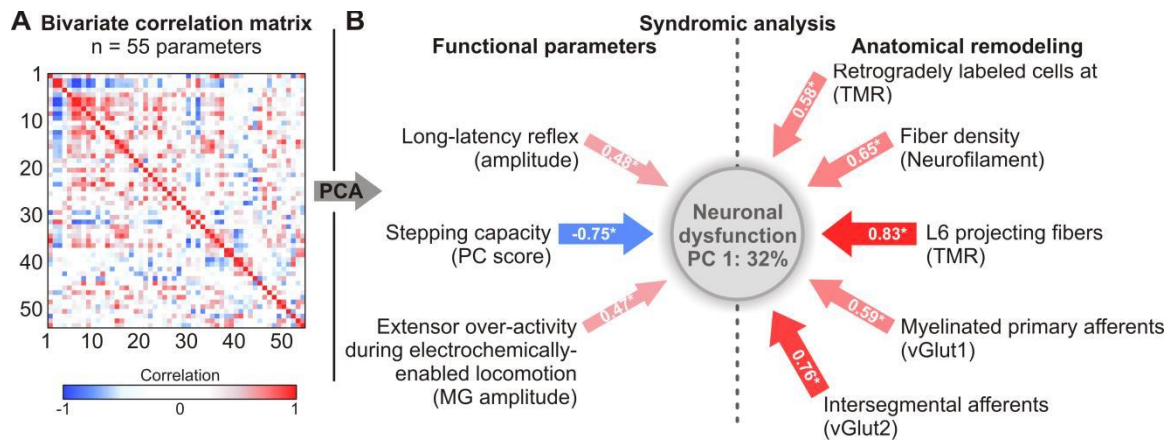 A Bivariate correlation matrix
n = 55 parameters
1
10
20
30
40
50
1 10 20 30 40 50
Correlation
-1 0 1
PCA
B
Syndromic analysis
Functional parameters
Long-latency reflex
(amplitude)
0.48*
Stepping capacity
(PC score)
-0.75*
Extensor over-activity
during electrochemically-
enabled locomotion
(MG amplitude)
0.47*
Neuronal
dysfunction
PC 1: 32%
Anatomical remodeling
Retrogradely labeled cells at
(TMR)
0.58*
Fiber density
(Neurofilament)
0.65*
L6 projecting fibers
(TMR)
0.83*
Myelinated primary afferents
(vGlut1)
0.59*
Intersegmental afferents
(vGlut2)
0.76*